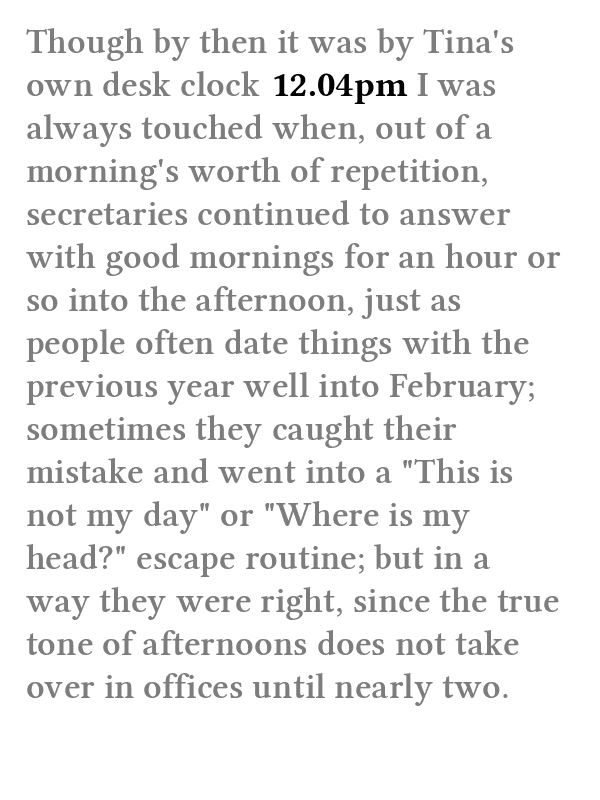 Though by then it was by Tina's
own desk clock 12.04pm I was
always touched when, out of a
morning's worth of repetition,
secretaries continued to answer
with good mornings for an hour or
so into the afternoon, just as
people often date things with the
previous year well into February;
sometimes they caught their
mistake and went into a "This is
not my day" or "Where is my
head?" escape routine; but in a
way they were right, since the true
tone of afternoons does not take
over in offices until nearly two.